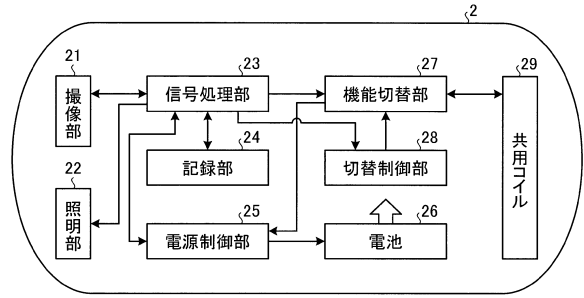 2
21
撮像部
22
照明部
23
信号処理部
24
記録部
25
電源制御部
27
機能切替部
28
切替制御部
26
電池
29
共用コイル